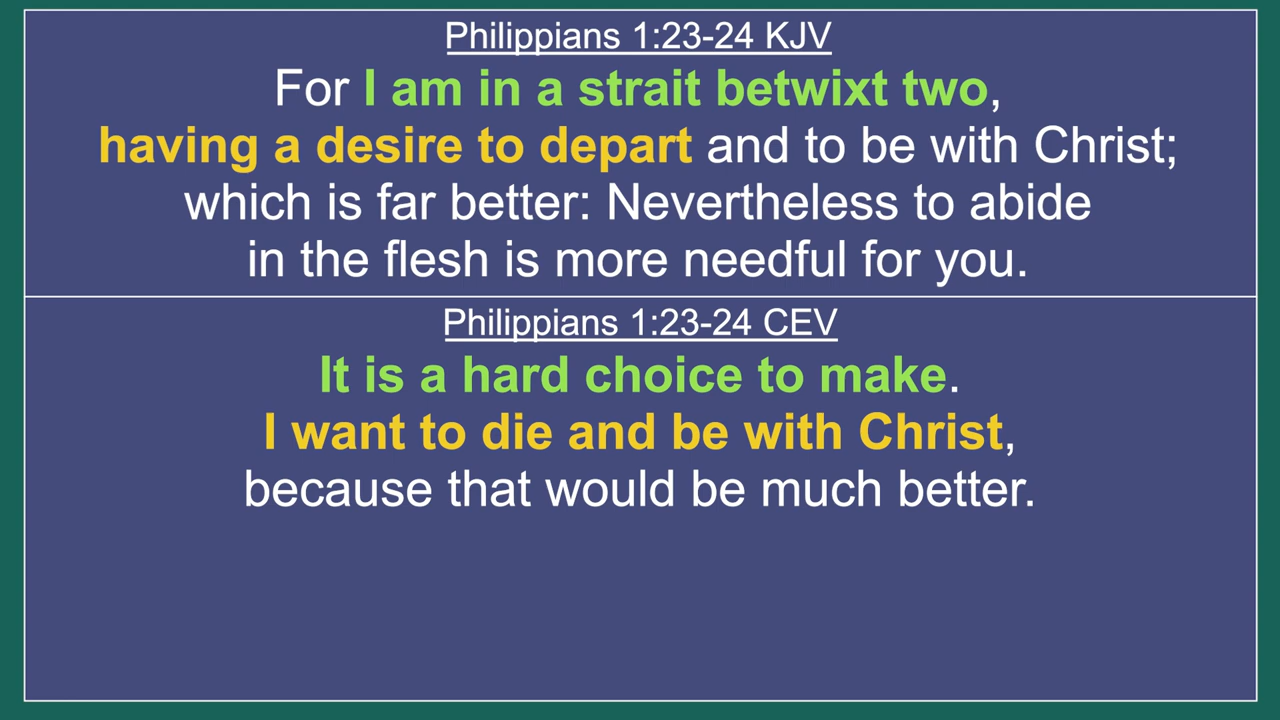 Philippians 1:23-24 KJV
For I am in a strait betwixt two,
having a desire to depart and to be with Christ;
which is far better: Nevertheless to abide
in the flesh is more needful for you.
Philippians 1:23-24 CEV
It is a hard choice to make.
I want to die and be with Christ,
because that would be much better.